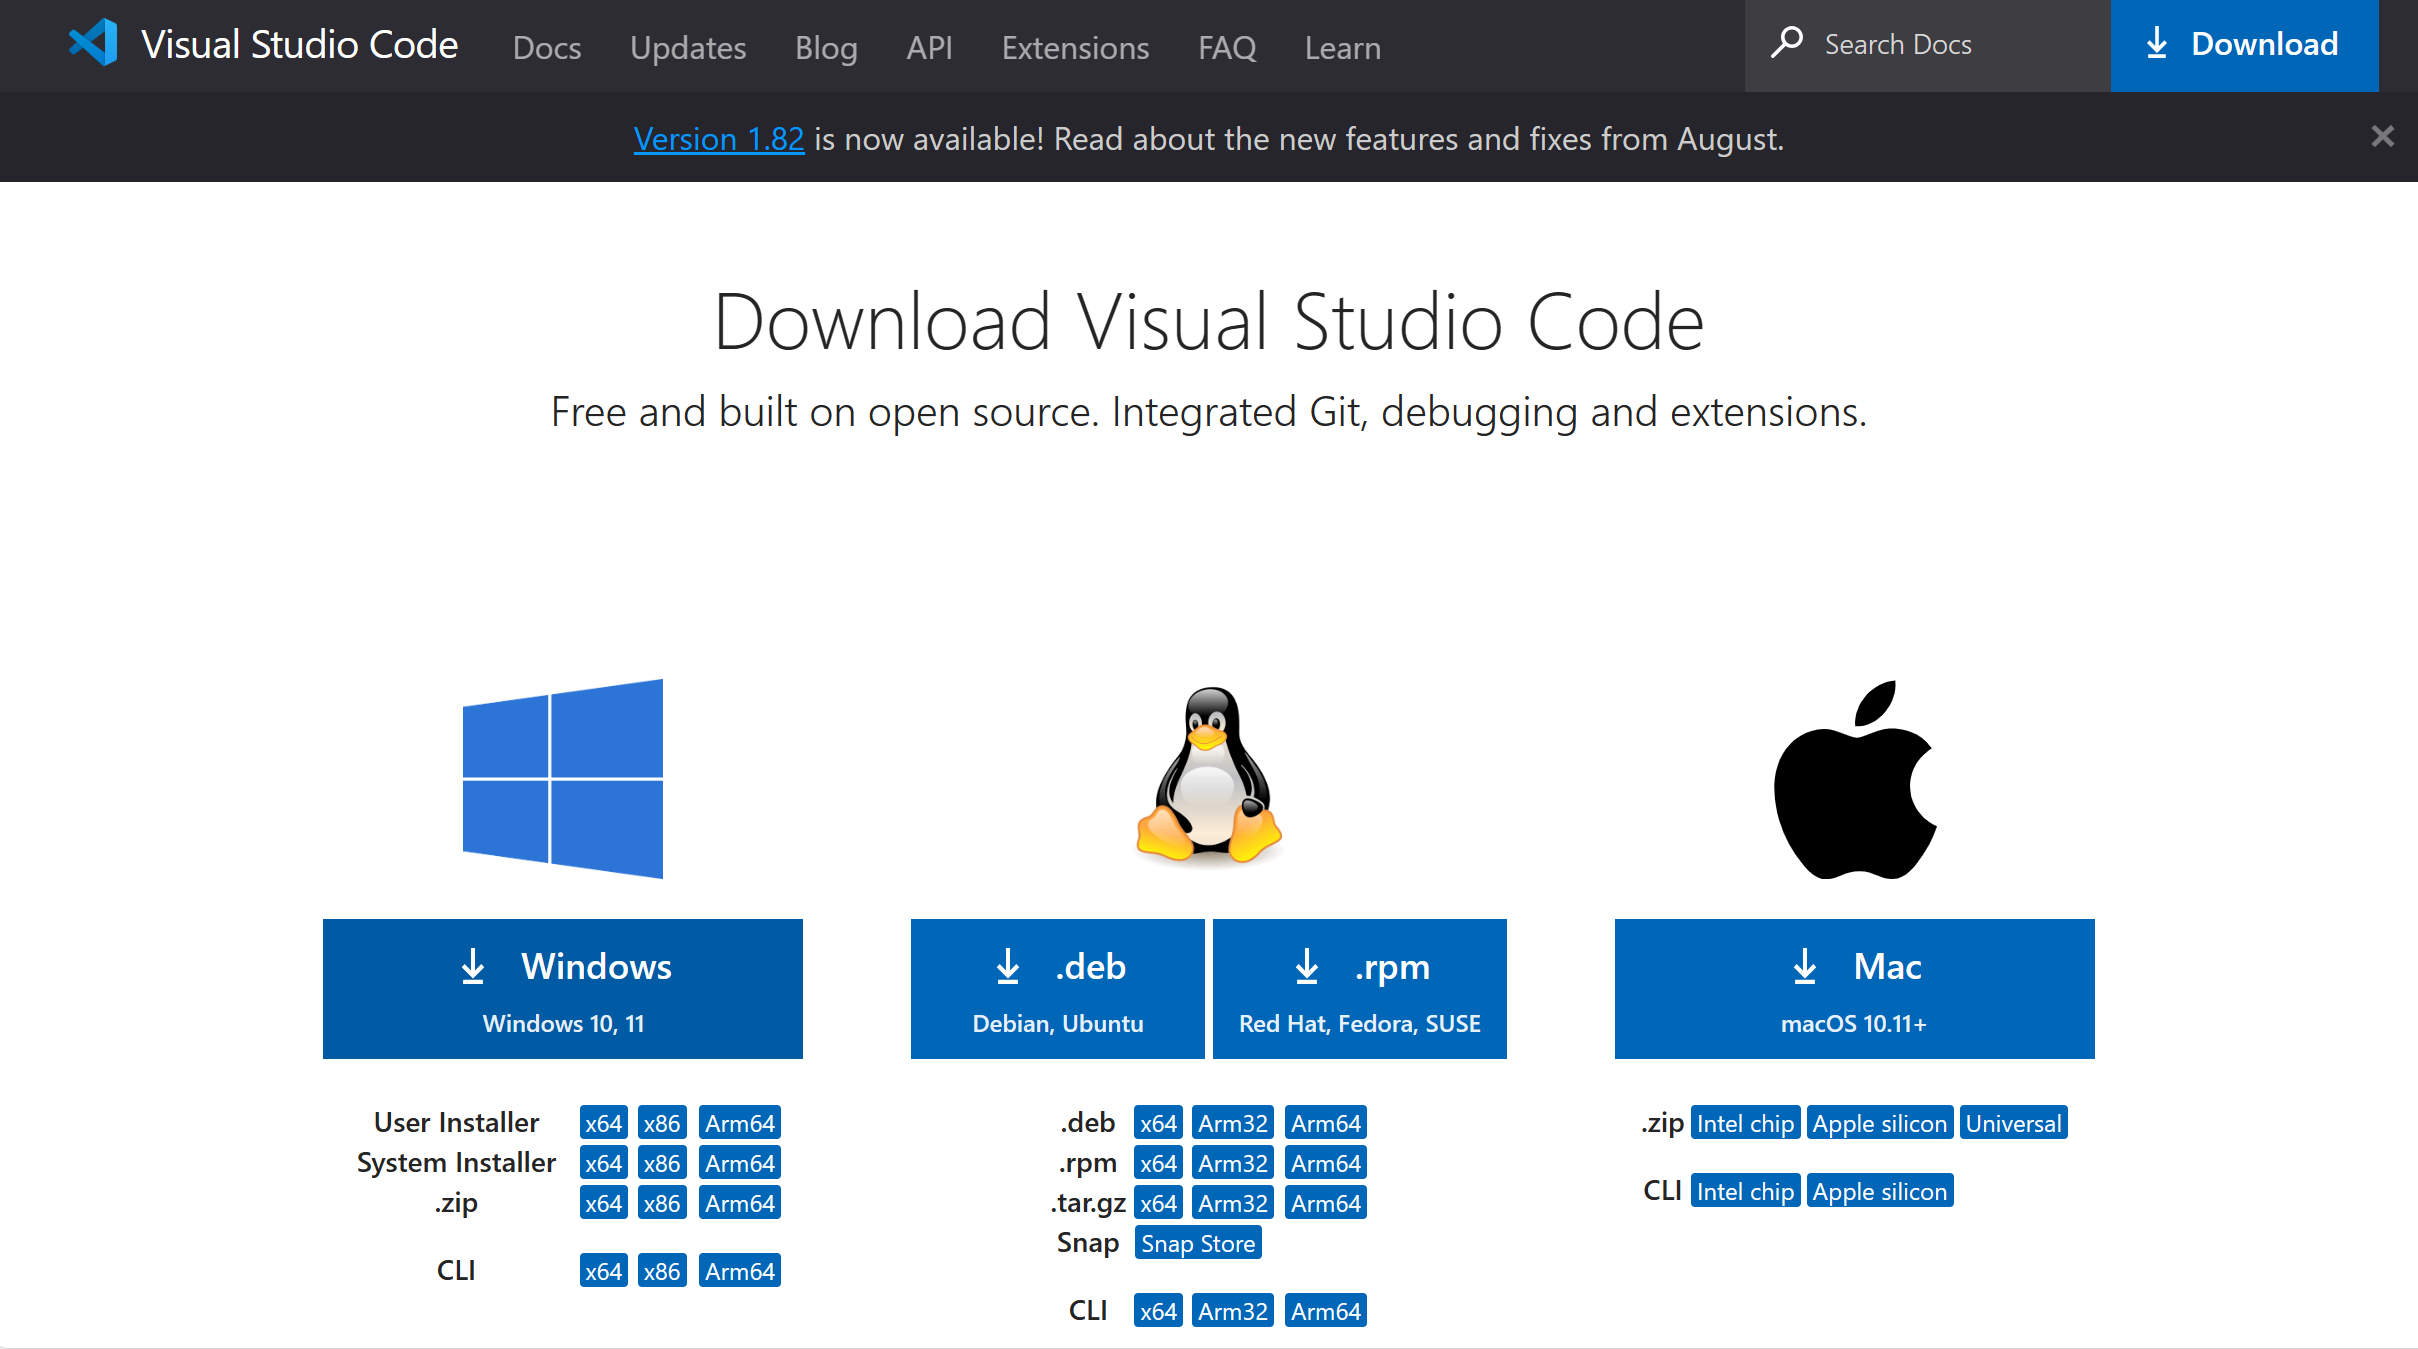 Visual Studio Code Docs Updates Blog API Extensions FAQ Learn Search Docs Download
Version 1.82 is now available! Read about the new features and fixes from August.
Download Visual Studio Code
Free and built on open source. Integrated Git, debugging and extensions.
Windows
Windows 10, 11
User Installer x64 x86 Arm64
System Installer x64 x86 Arm64
.zip x64 x86 Arm64
CLI x64 x86 Arm64
.deb
Debian, Ubuntu
.rpm
Red Hat, Fedora, SUSE
.deb x64 Arm32 Arm64
.rpm x64 Arm32 Arm64
.tar.gz x64 Arm32 Arm64
Snap Snap Store
CLI x64 Arm32 Arm64
Mac
macOS 10.11+
.zip Intel chip Apple silicon Universal
CLI Intel chip Apple silicon